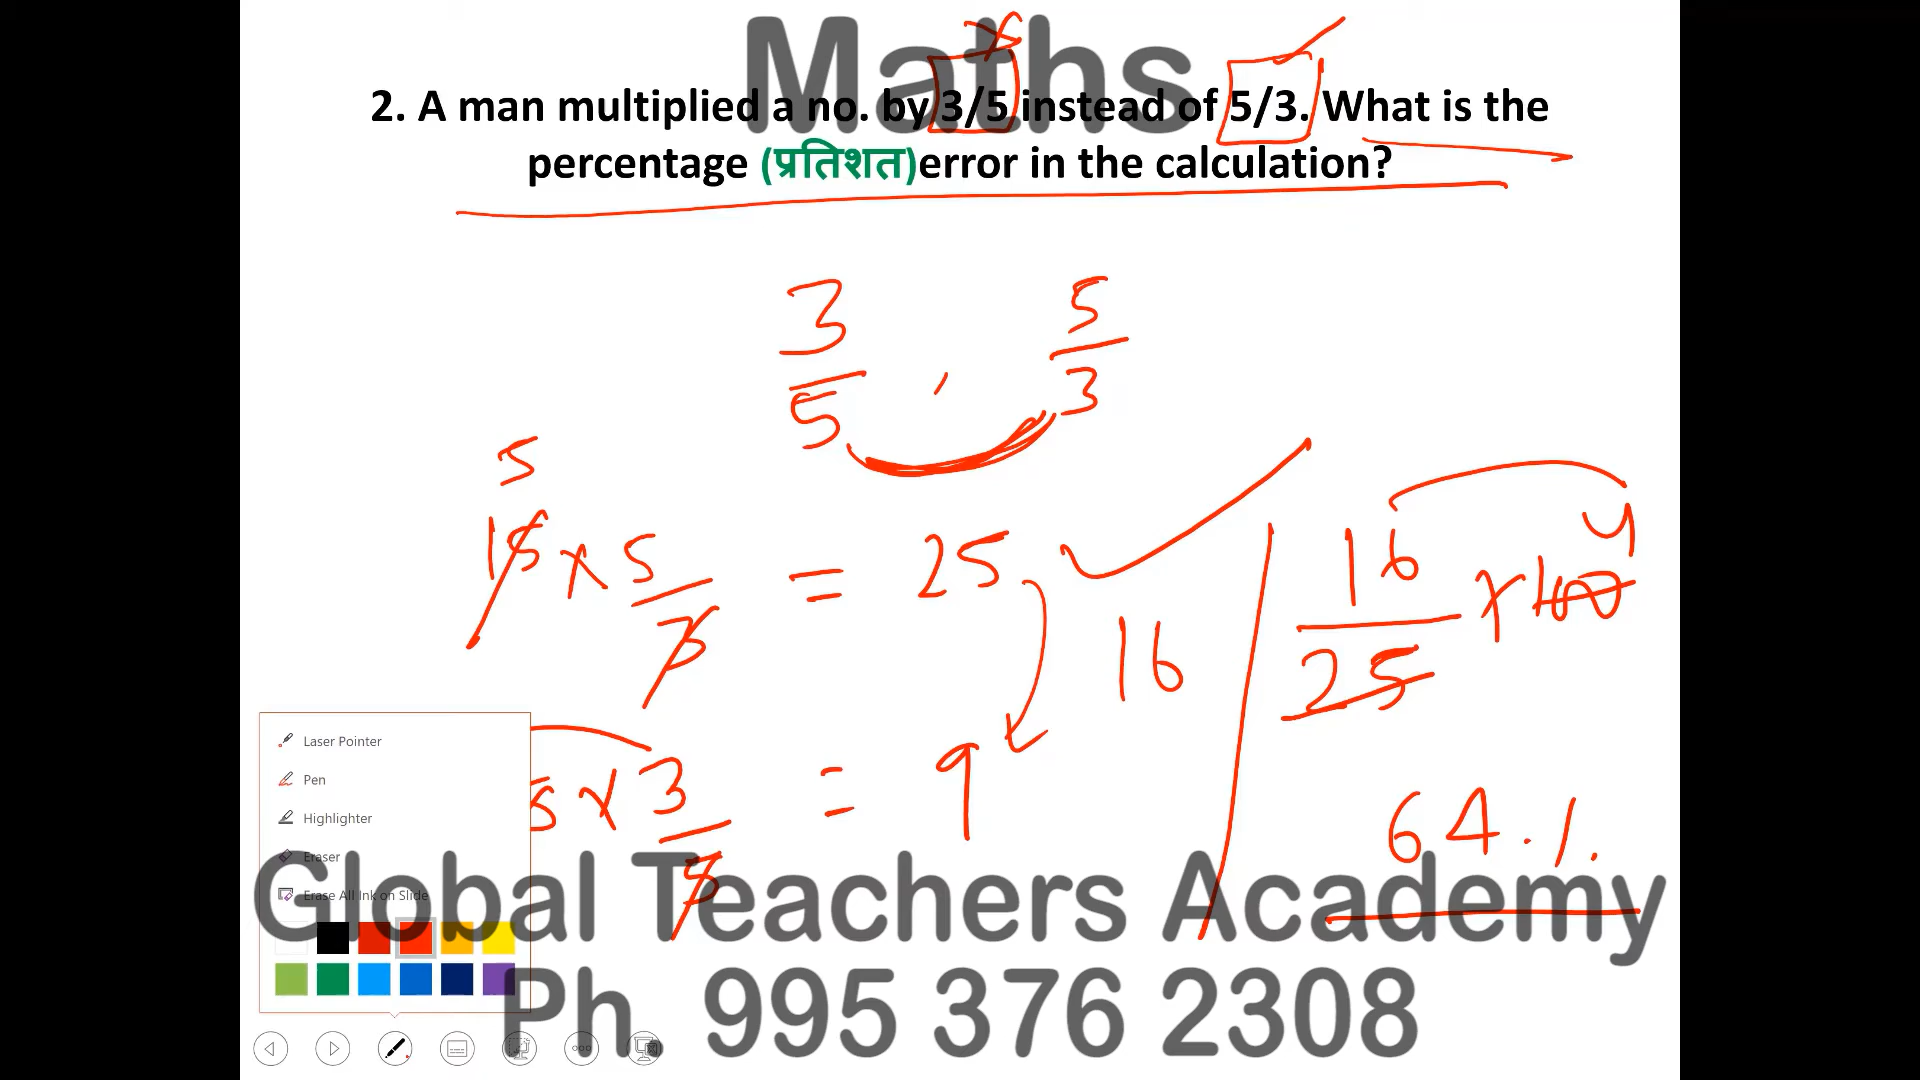 Maths
2. A man multiplied a no. by 3/5 instead of 5/3. What is the
percentage (प्रतिशत)error in the calculation?
3/5 , 5/3
5
15 x 5/3 = 25
16
16/25 x 100
4
5 x 3/5 = 9
64 %
Laser Pointer
Pen
Highlighter
Eraser
Erase All Ink on Slide
Global Teachers Academy
Ph 995 376 2308